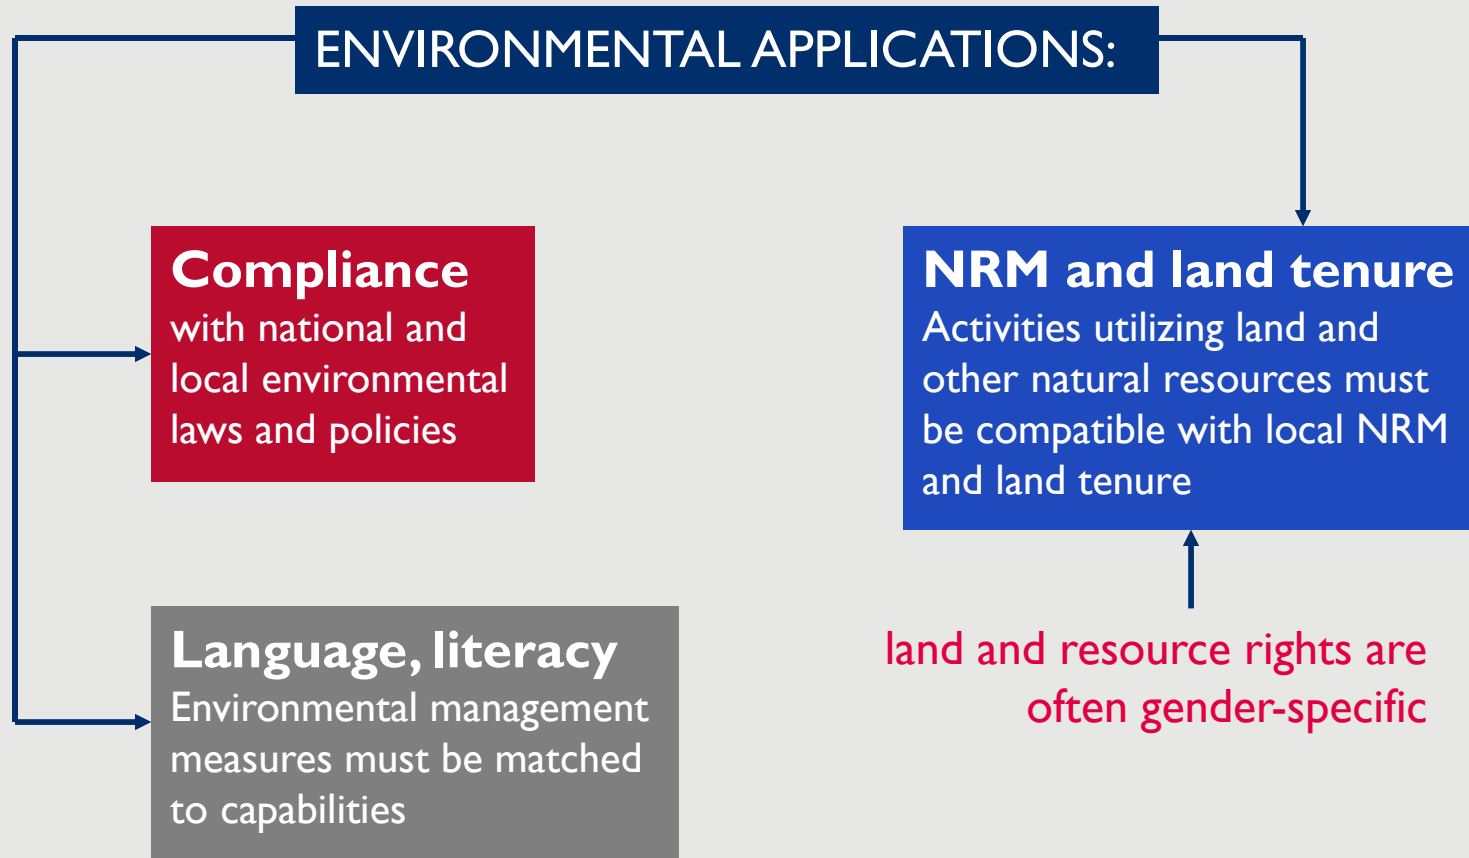 ENVIRONMENTAL APPLICATIONS:
Compliance
with national and
local environmental
laws and policies
NRM and land tenure
Activities utilizing land and
other natural resources must
be compatible with local NRM
and land tenure
Language, literacy
Environmental management
measures must be matched
to capabilities
land and resource rights are
often gender-specific